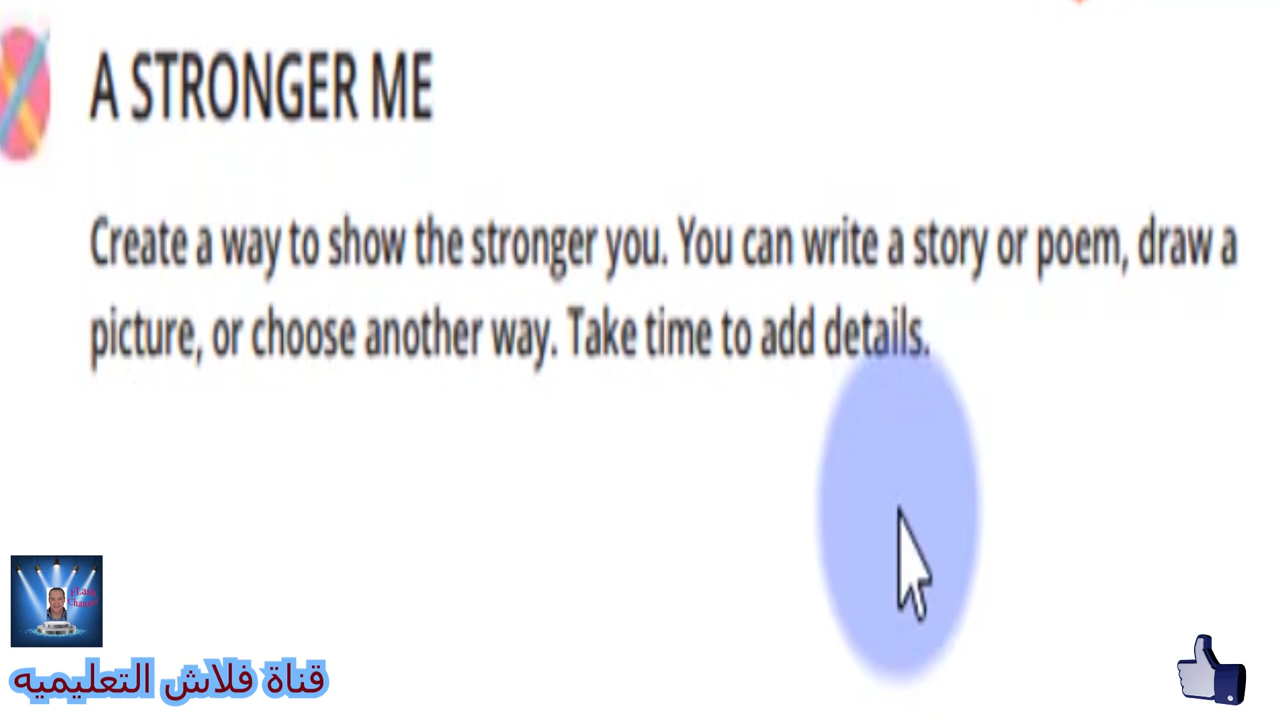 A STRONGER ME
Create a way to show the stronger you. You can write a story or poem, draw a
picture, or choose another way. Take time to add details.
قناة فلاش التعليميه